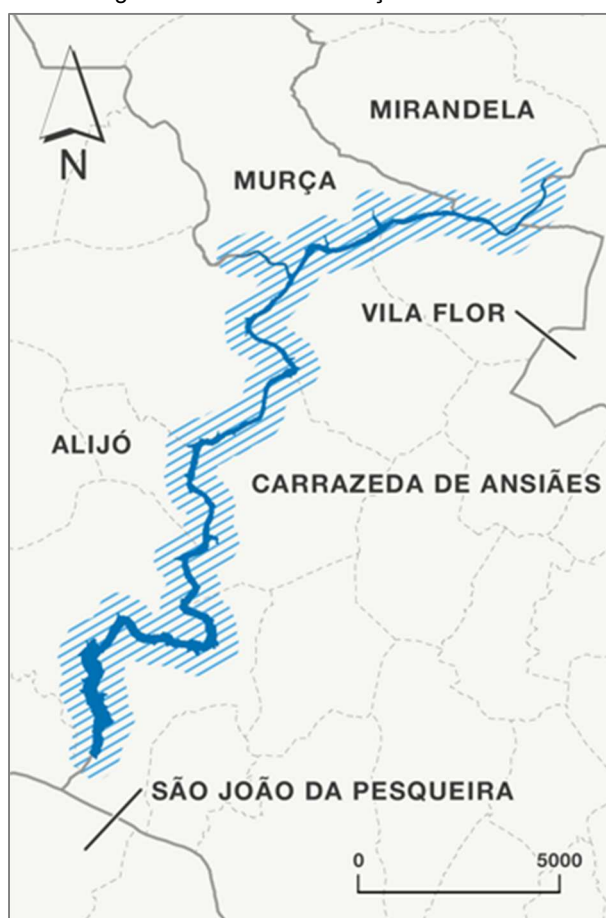 N
MIRANDELA
MURÇA
VILA FLOR
ALIJÓ
CARRAZEDA DE ANSIÃES
SÃO JOÃO DA PESQUEIRA
0 5000